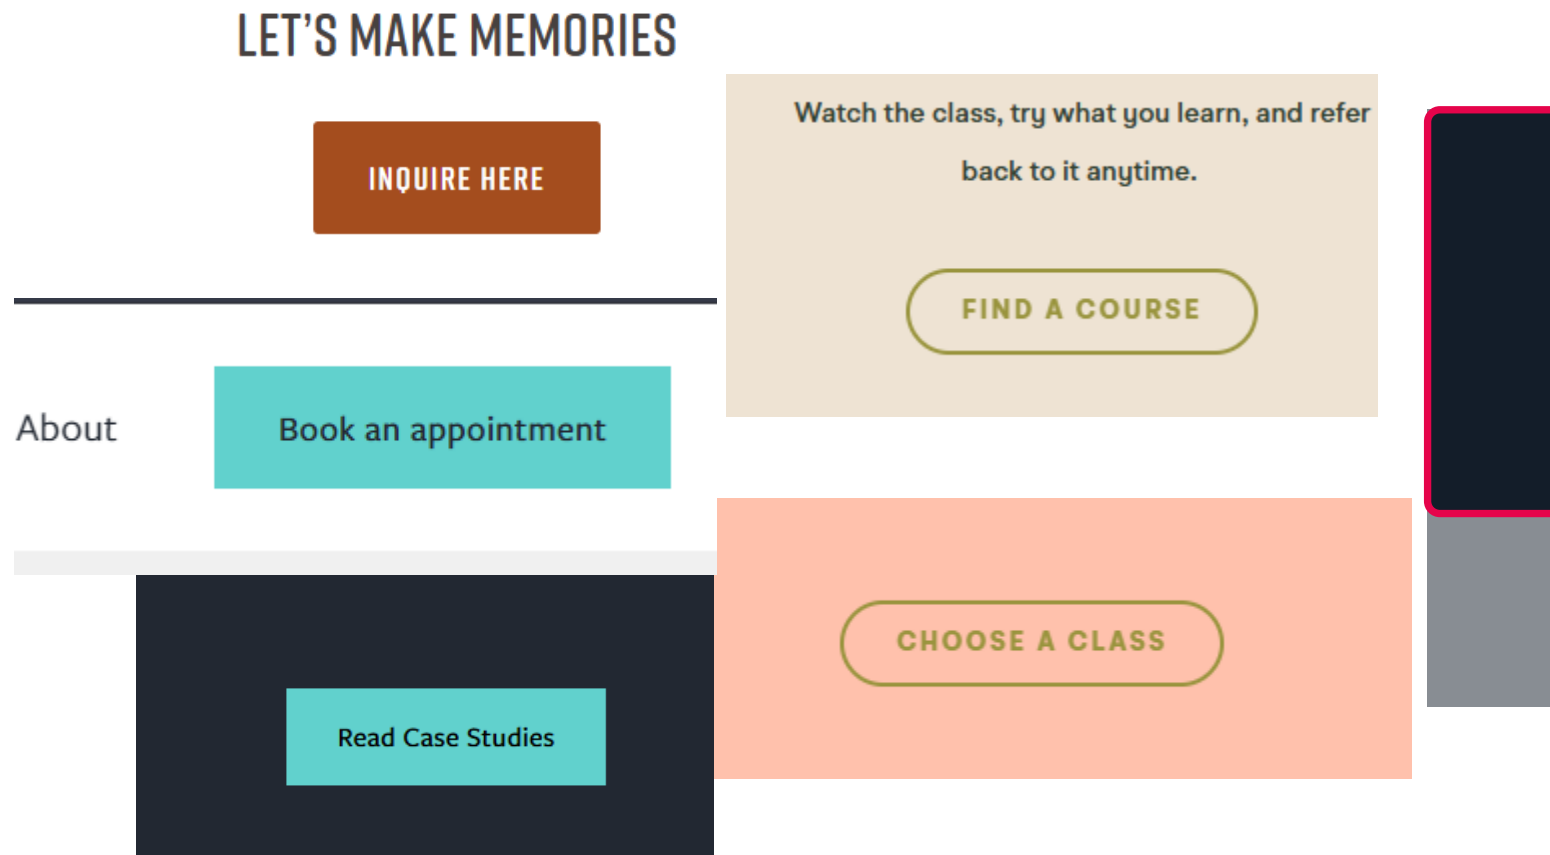 LET'S MAKE MEMORIES
INQUIRE HERE
About
Book an appointment
Read Case Studies
Watch the class, try what you learn, and refer
back to it anytime.
FIND A COURSE
CHOOSE A CLASS